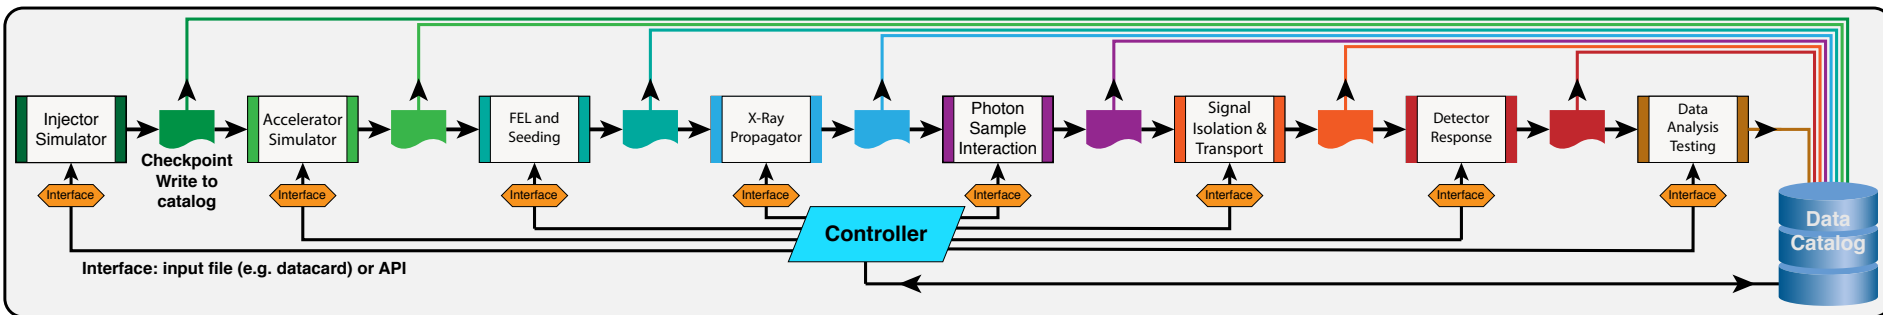 Injector
Simulator
Checkpoint
Write to
catalog
Accelerator
Simulator
FEL and
Seeding
X-Ray
Propagator
Photon
Sample
Interaction
Signal
Isolation &
Transport
Detector
Response
Data
Analysis
Testing
Interface
Interface
Interface
Interface
Interface
Interface
Interface
Interface
Controller
Data
Catalog
Interface: input file (e.g. datacard) or API